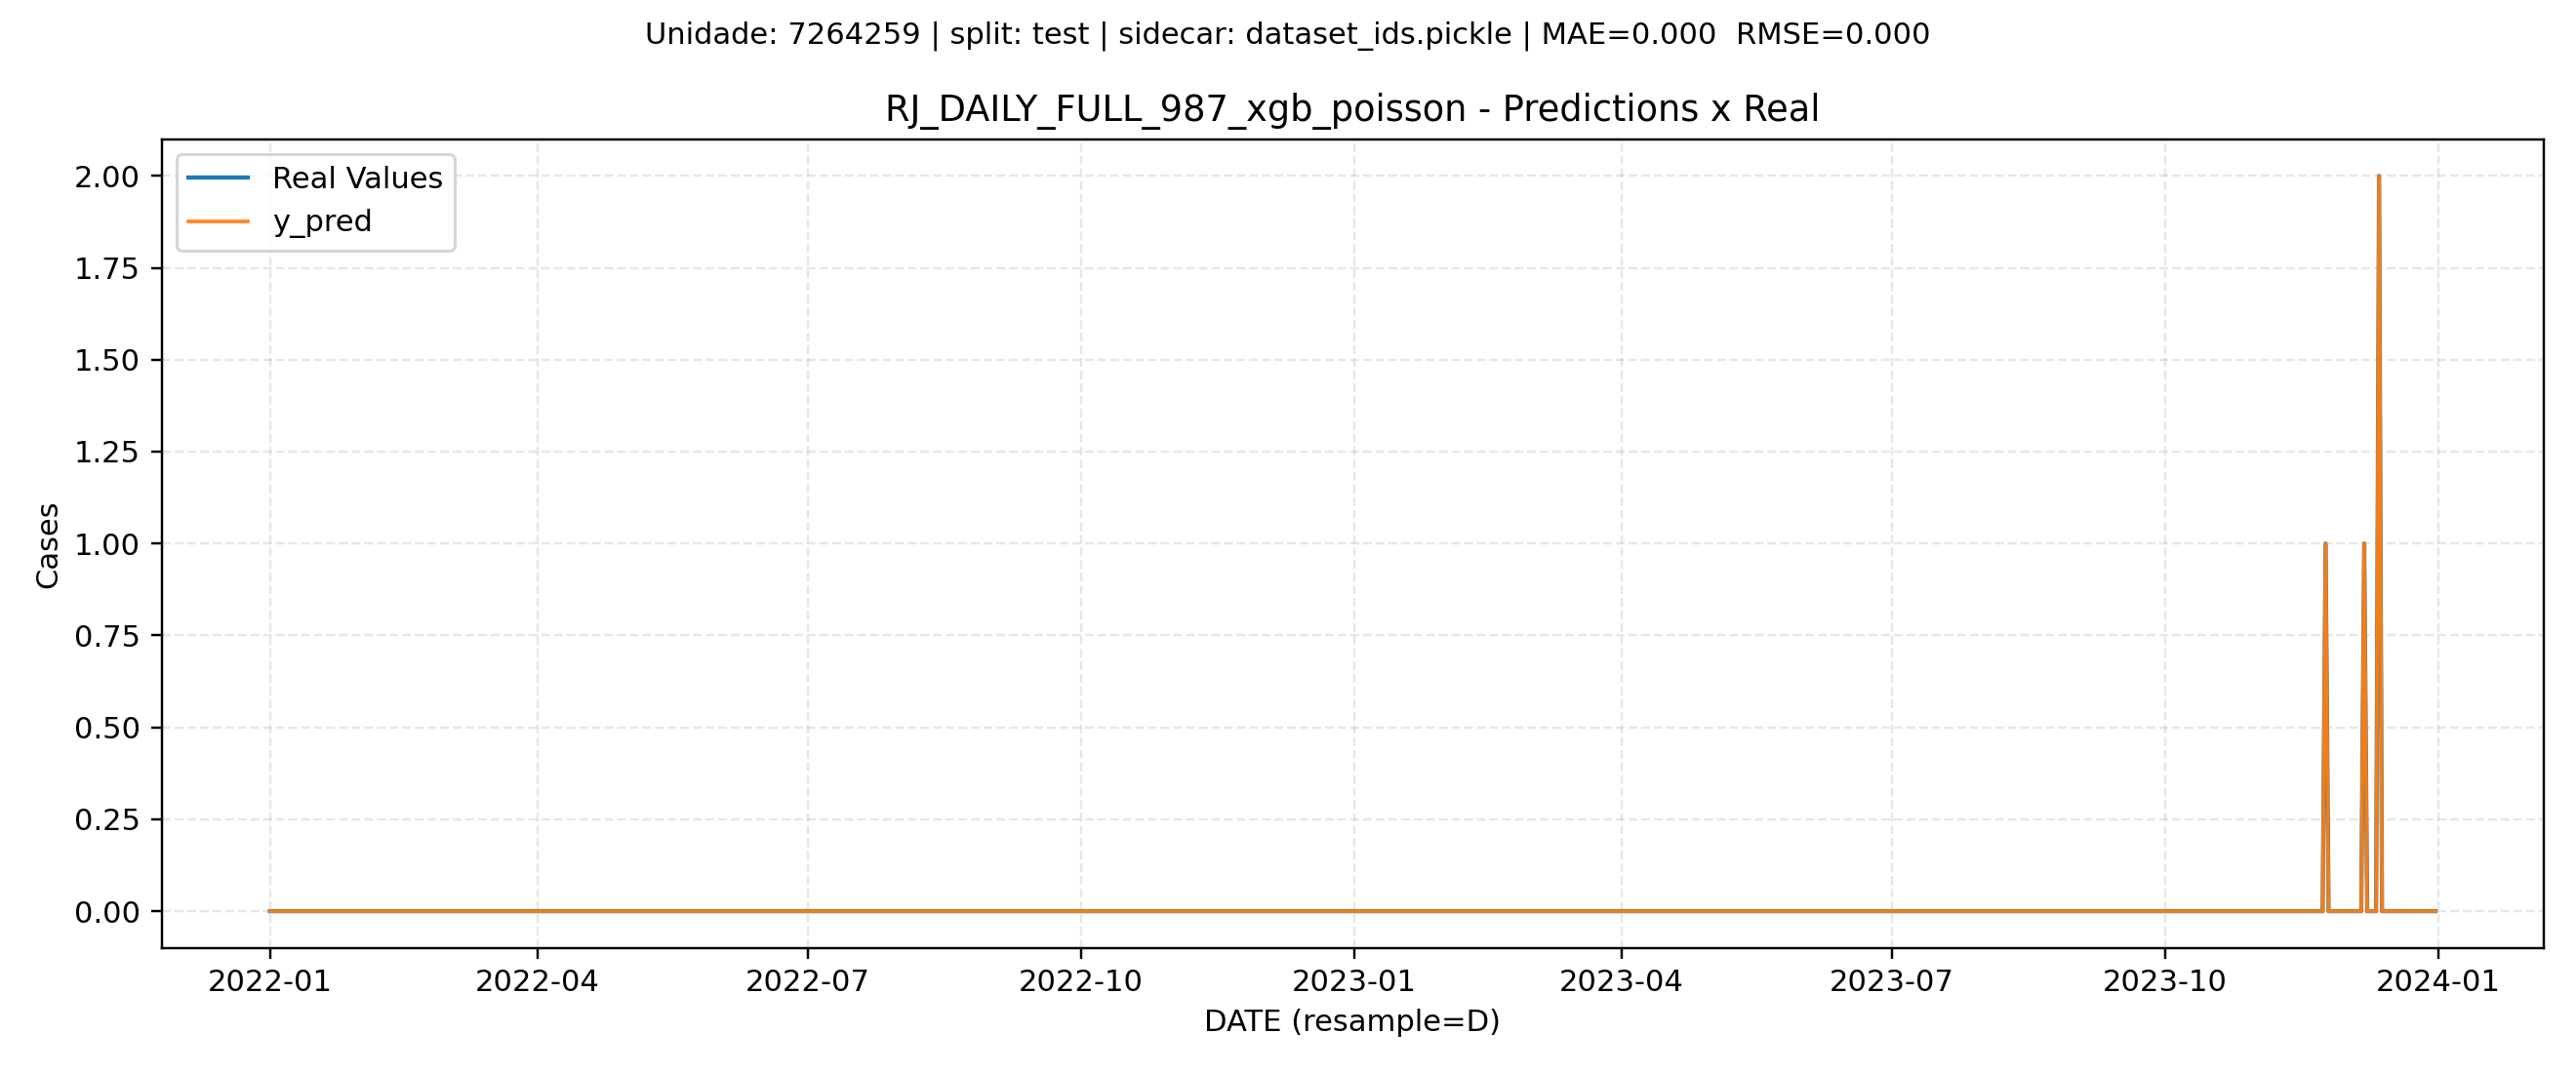 Unidade: 7264259 | split: test | sidecar: dataset_ids.pickle | MAE=0.000  RMSE=0.000
RJ_DAILY_FULL_987_xgb_poisson - Predictions x Real
Real Values
y_pred
2.00
1.75
1.50
1.25
1.00
0.75
0.50
0.25
0.00
Cases
2022-01 2022-04 2022-07 2022-10 2023-01 2023-04 2023-07 2023-10 2024-01
DATE (resample=D)